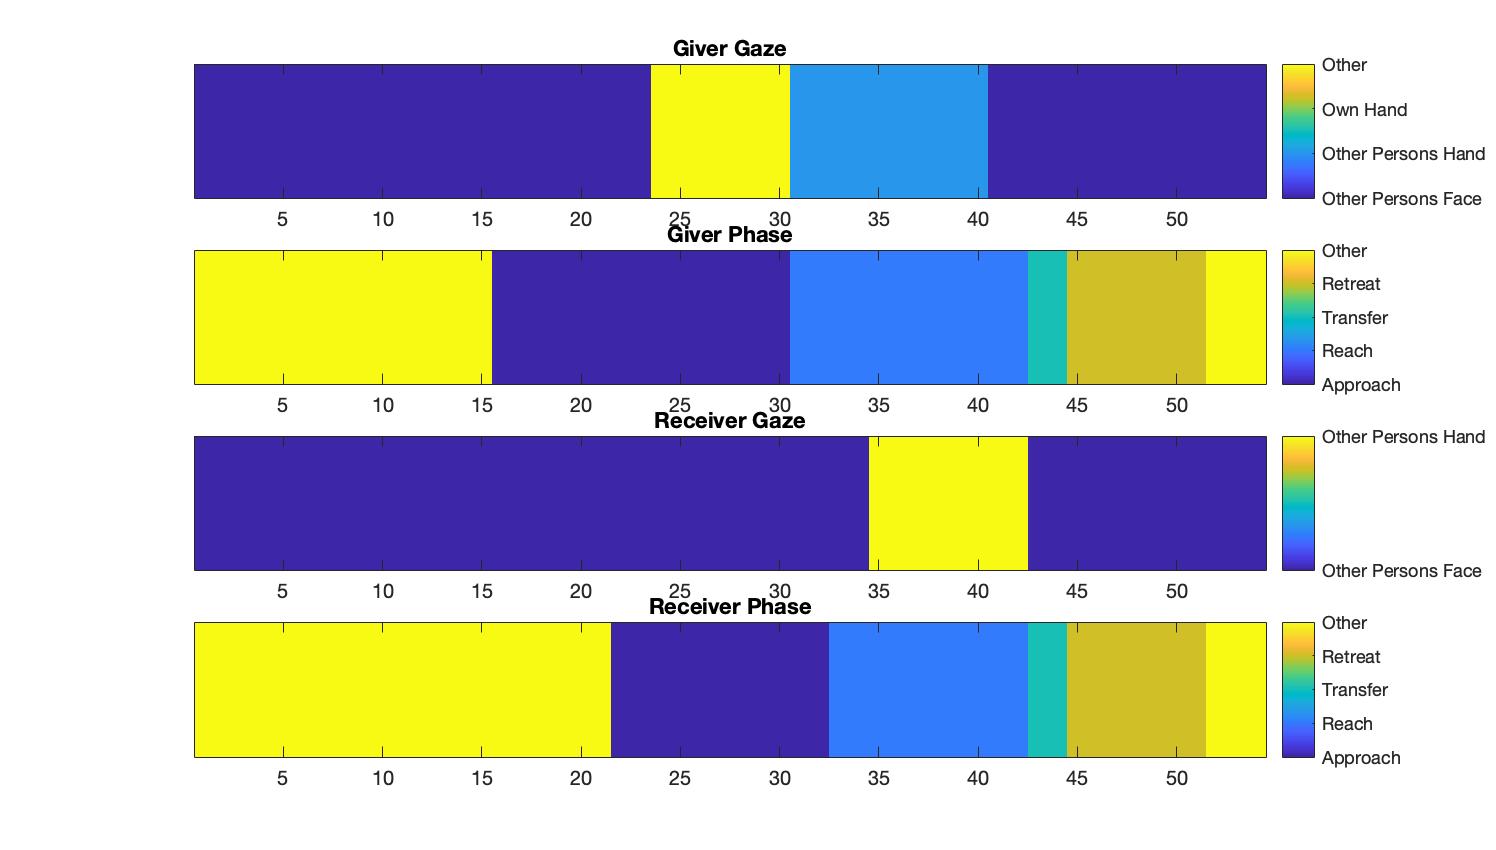 Giver Gaze
Other
Own Hand
Other Persons Hand
Other Persons Face
5 10 15 20 25 30 35 40 45 50
Giver Phase
Other
Retreat
Transfer
Reach
Approach
5 10 15 20 25 30 35 40 45 50
Receiver Gaze
Other Persons Hand
Other Persons Face
5 10 15 20 25 30 35 40 45 50
Receiver Phase
Other
Retreat
Transfer
Reach
Approach
5 10 15 20 25 30 35 40 45 50